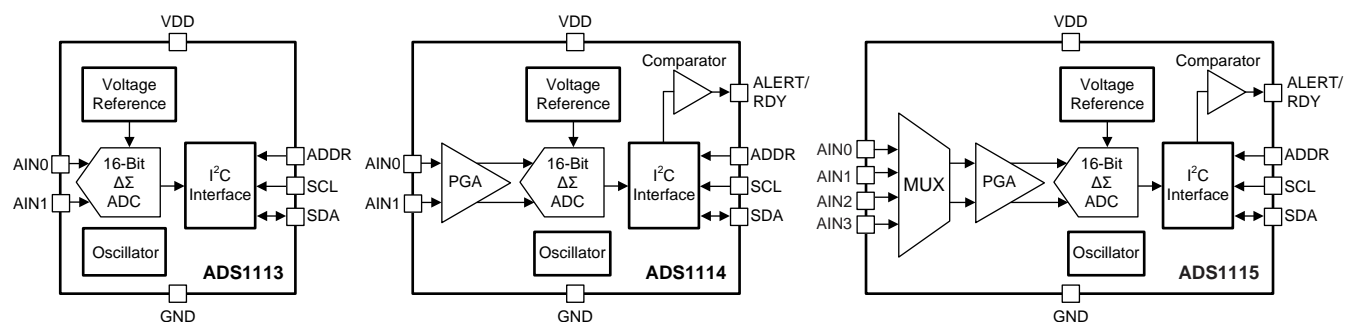 VDD
Voltage
Reference
AIN0
AIN1
16-Bit
ΔΣ
ADC
I²C
Interface
ADDR
SCL
SDA
Oscillator
ADS1113
GND
VDD
Comparator
ALERT/
RDY
Voltage
Reference
AIN0
AIN1
PGA
16-Bit
ΔΣ
ADC
I²C
Interface
ADDR
SCL
SDA
Oscillator
ADS1114
GND
VDD
Comparator
ALERT/
RDY
Voltage
Reference
AIN0
AIN1
AIN2
AIN3
MUX
PGA
16-Bit
ΔΣ
ADC
I²C
Interface
ADDR
SCL
SDA
Oscillator
ADS1115
GND